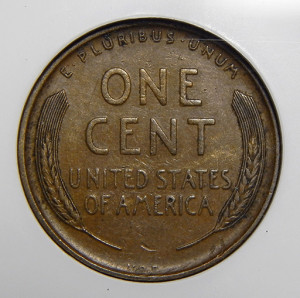 E·PLURIBUS·UNUM
ONE
CENT
UNITED STATES
OF AMERICA
V.D.B.